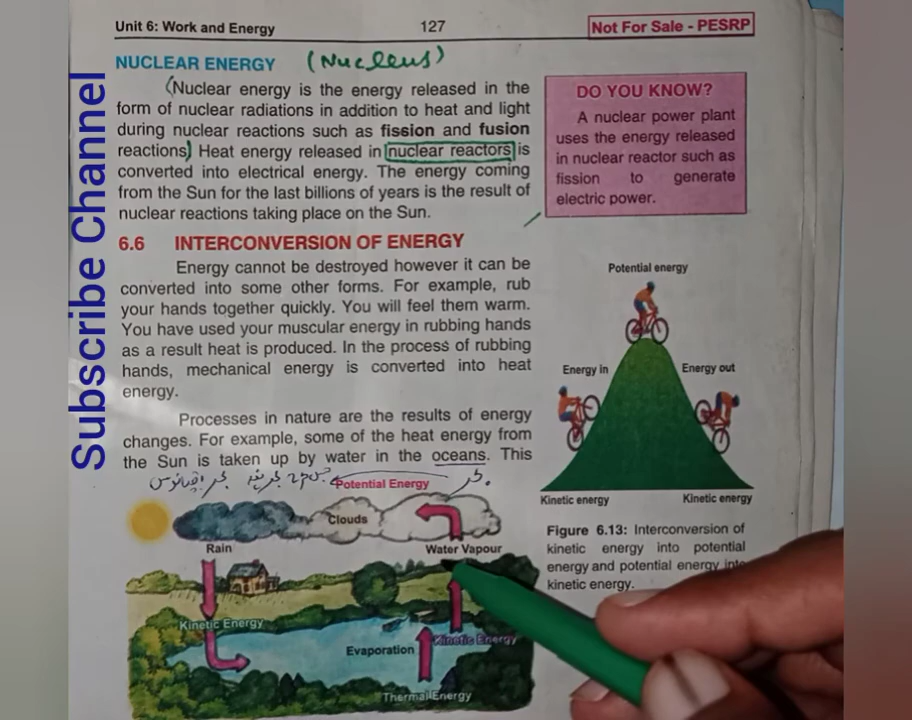 Unit 6: Work and Energy 127 Not For Sale - PESRP
NUCLEAR ENERGY (Nucleus)
Nuclear energy is the energy released in the
form of nuclear radiations in addition to heat and light
during nuclear reactions such as fission and fusion
reactions) Heat energy released in nuclear reactors is
converted into electrical energy. The energy coming
from the Sun for the last billions of years is the result of
nuclear reactions taking place on the Sun.
DO YOU KNOW?
A nuclear power plant
uses the energy released
in nuclear reactor such as
fission to generate
electric power.
6.6 INTERCONVERSION OF ENERGY
Energy cannot be destroyed however it can be
converted into some other forms. For example, rub
your hands together quickly. You will feel them warm.
You have used your muscular energy in rubbing hands
as a result heat is produced. In the process of rubbing
hands, mechanical energy is converted into heat
energy.
Processes in nature are the results of energy
changes. For example, some of the heat energy from
the Sun is taken up by water in the oceans. This
Potential energy
Energy in Energy out
Kinetic energy Kinetic energy
Figure 6.13: Interconversion of
kinetic energy into potential
energy and potential energy into
kinetic energy.
Potential Energy
Clouds
Rain Water Vapour
Kinetic Energy
Kinetic Energy
Evaporation
Thermal Energy
Subscribe Channel